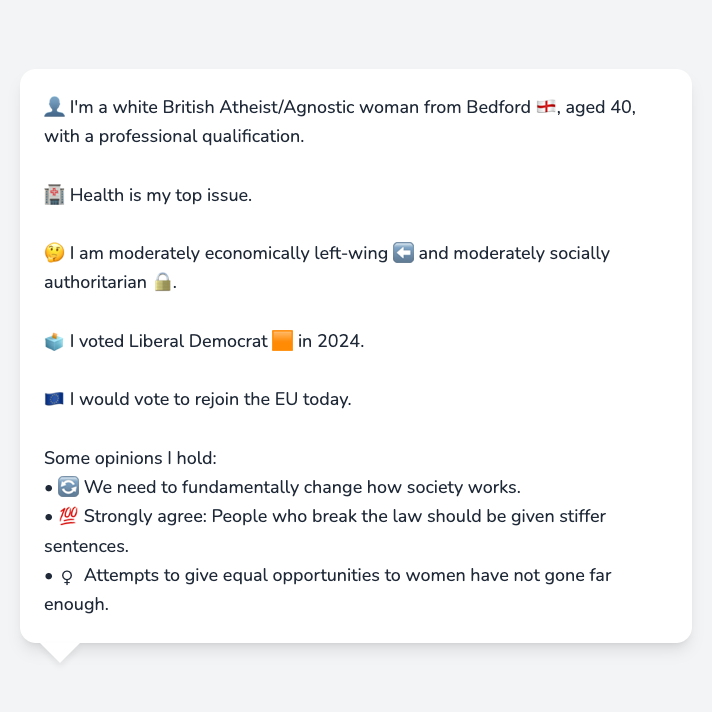 👤 I'm a white British Atheist/Agnostic woman from Bedford 🏴󠁧󠁢󠁥󠁮󠁧󠁿, aged 40,
with a professional qualification.
🏥 Health is my top issue.
🤔 I am moderately economically left-wing ⬅️ and moderately socially
authoritarian 🔒.
🗳️ I voted Liberal Democrat 🟧 in 2024.
🇪🇺 I would vote to rejoin the EU today.
Some opinions I hold:
• 🔄 We need to fundamentally change how society works.
• 💯 Strongly agree: People who break the law should be given stiffer
sentences.
• ♀ Attempts to give equal opportunities to women have not gone far
enough.